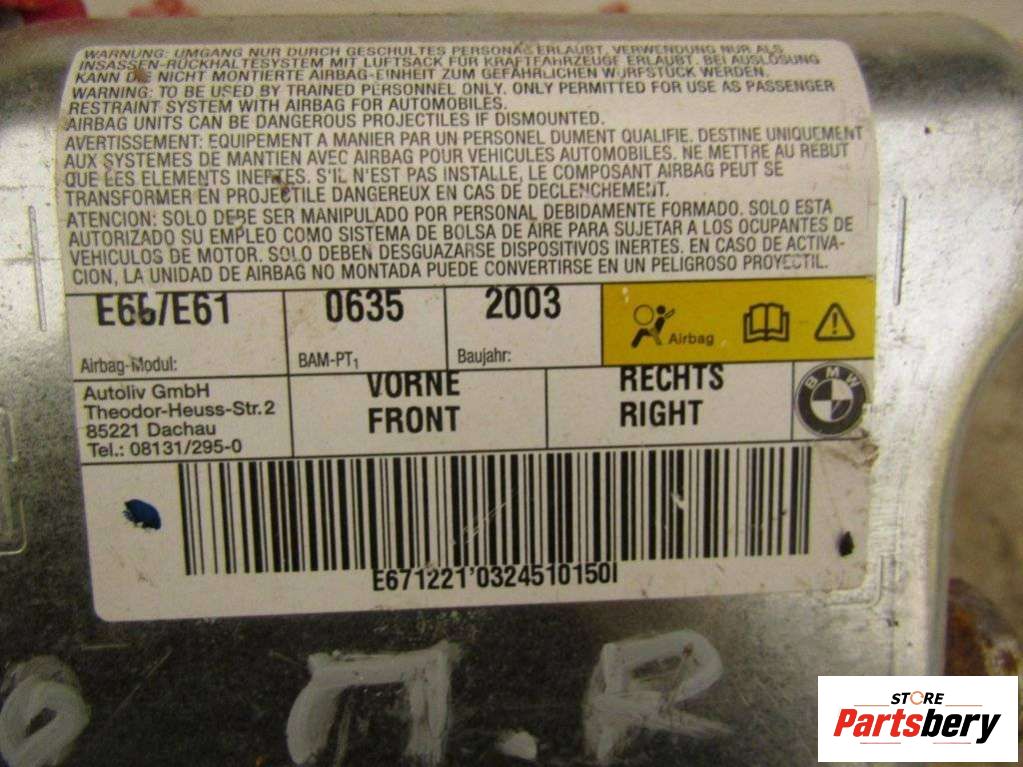 WARNUNG: UMGANG NUR DURCH GESCHULTES PERSONAL ERLAUBT. VERWENDUNG NUR ALS
INSASSEN-RÜCKHALTESYSTEM MIT LUFTSACK FÜR KRAFTFAHRZEUGE ERLAUBT. BEI AUSLÖSUNG
KANN DIE NICHT MONTIERTE AIRBAG-EINHEIT ZUM GEFÄHRLICHEN WURFSTÜCK WERDEN.
WARNING: TO BE USED BY TRAINED PERSONNEL ONLY. ONLY PERMITTED FOR USE AS PASSENGER
RESTRAINT SYSTEM WITH AIRBAG FOR AUTOMOBILES.
AIRBAG UNITS CAN BE DANGEROUS PROJECTILES IF DISMOUNTED.
AVERTISSEMENT: EQUIPEMENT A MANIER PAR UN PERSONEL DUMENT QUALIFIE, DESTINE UNIQUEMENT
AUX SYSTEMES DE MANTIEN AVEC AIRBAG POUR VEHICULES AUTOMOBILES. NE METTRE AU REBUT
QUE LES ELEMENTS INERTES. S'IL N'EST PAS INSTALLE, LE COMPOSANT AIRBAG PEUT SE
TRANSFORMER EN PROJECTILE DANGEREUX EN CAS DE DECLENCHEMENT.
ATENCION: SOLO DEBE SER MANIPULADO POR PERSONAL DEBIDAMENTE FORMADO. SOLO ESTA
AUTORIZADO SU EMPLEO COMO SISTEMA DE BOLSA DE AIRE PARA SUJETAR A LOS OCUPANTES DE
VEHICULOS DE MOTOR. SOLO DEBEN DESGUAZARSE DISPOSITIVOS INERTES. EN CASO DE ACTIVA-
CION, LA UNIDAD DE AIRBAG NO MONTADA PUEDE CONVERTIRSE EN UN PELIGROSO PROYECTIL.
E60/E61 0635 2003
Airbag-Modul: BAM-PT1 Baujahr: Airbag
Autoliv GmbH
Theodor-Heuss-Str.2
85221 Dachau
Tel.: 08131/295-0
VORNE
FRONT
RECHTS
RIGHT
BMW
E671221'0324510150I
П.R
STORE
Partsbery